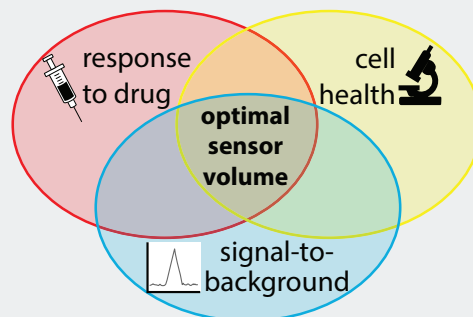 response
to drug
cell
health
optimal
sensor
volume
signal-to-
background